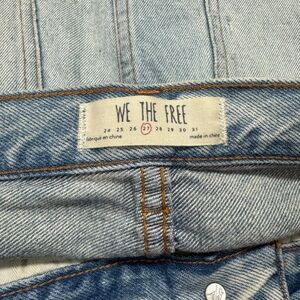 WE THE FREE
24 25 26 27 28 29 30 31
fabriqué en chine made in china